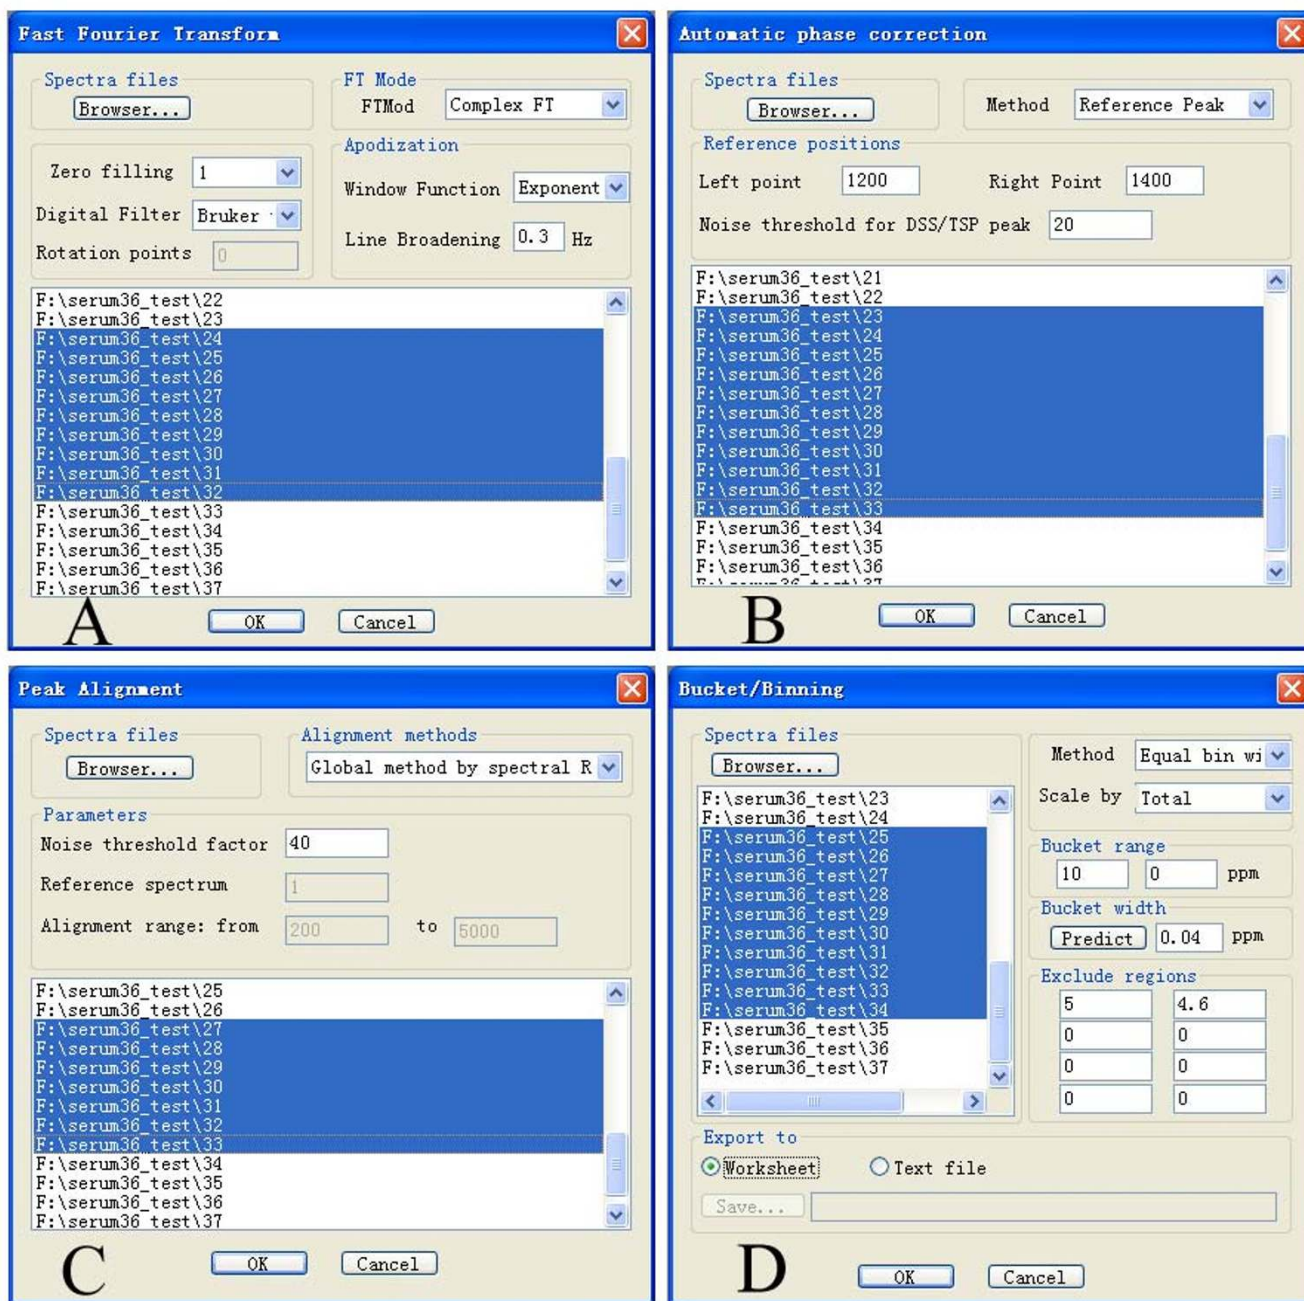 Fast Fourier Transform
Spectra files
Browser...
FT Mode
FTMod Complex FT
Zero filling 1
Digital Filter Bruker
Rotation points 0
Apodization
Window Function Exponent
Line Broadening 0.3 Hz
F:\serum36_test\22
F:\serum36_test\23
F:\serum36_test\24
F:\serum36_test\25
F:\serum36_test\26
F:\serum36_test\27
F:\serum36_test\28
F:\serum36_test\29
F:\serum36_test\30
F:\serum36_test\31
F:\serum36_test\32
F:\serum36_test\33
F:\serum36_test\34
F:\serum36_test\35
F:\serum36_test\36
F:\serum36_test\37
A
OK Cancel
Automatic phase correction
Spectra files
Browser...
Method Reference Peak
Reference positions
Left point 1200 Right Point 1400
Noise threshold for DSS/TSP peak 20
F:\serum36_test\21
F:\serum36_test\22
F:\serum36_test\23
F:\serum36_test\24
F:\serum36_test\25
F:\serum36_test\26
F:\serum36_test\27
F:\serum36_test\28
F:\serum36_test\29
F:\serum36_test\30
F:\serum36_test\31
F:\serum36_test\32
F:\serum36_test\33
F:\serum36_test\34
F:\serum36_test\35
F:\serum36_test\36
F:\serum36_test\37
B
OK Cancel
Peak Alignment
Spectra files
Browser...
Alignment methods
Global method by spectral R
Parameters
Noise threshold factor 40
Reference spectrum 1
Alignment range: from 200 to 5000
F:\serum36_test\25
F:\serum36_test\26
F:\serum36_test\27
F:\serum36_test\28
F:\serum36_test\29
F:\serum36_test\30
F:\serum36_test\31
F:\serum36_test\32
F:\serum36_test\33
F:\serum36_test\34
F:\serum36_test\35
F:\serum36_test\36
F:\serum36_test\37
C
OK Cancel
Bucket/Binning
Spectra files
Browser...
F:\serum36_test\23
F:\serum36_test\24
F:\serum36_test\25
F:\serum36_test\26
F:\serum36_test\27
F:\serum36_test\28
F:\serum36_test\29
F:\serum36_test\30
F:\serum36_test\31
F:\serum36_test\32
F:\serum36_test\33
F:\serum36_test\34
F:\serum36_test\35
F:\serum36_test\36
F:\serum36_test\37
Method Equal bin wi
Scale by Total
Bucket range
10 0 ppm
Bucket width
Predict 0.04 ppm
Exclude regions
5 4.6
0 0
0 0
0 0
Export to
Worksheet Text file
Save...
D
OK Cancel